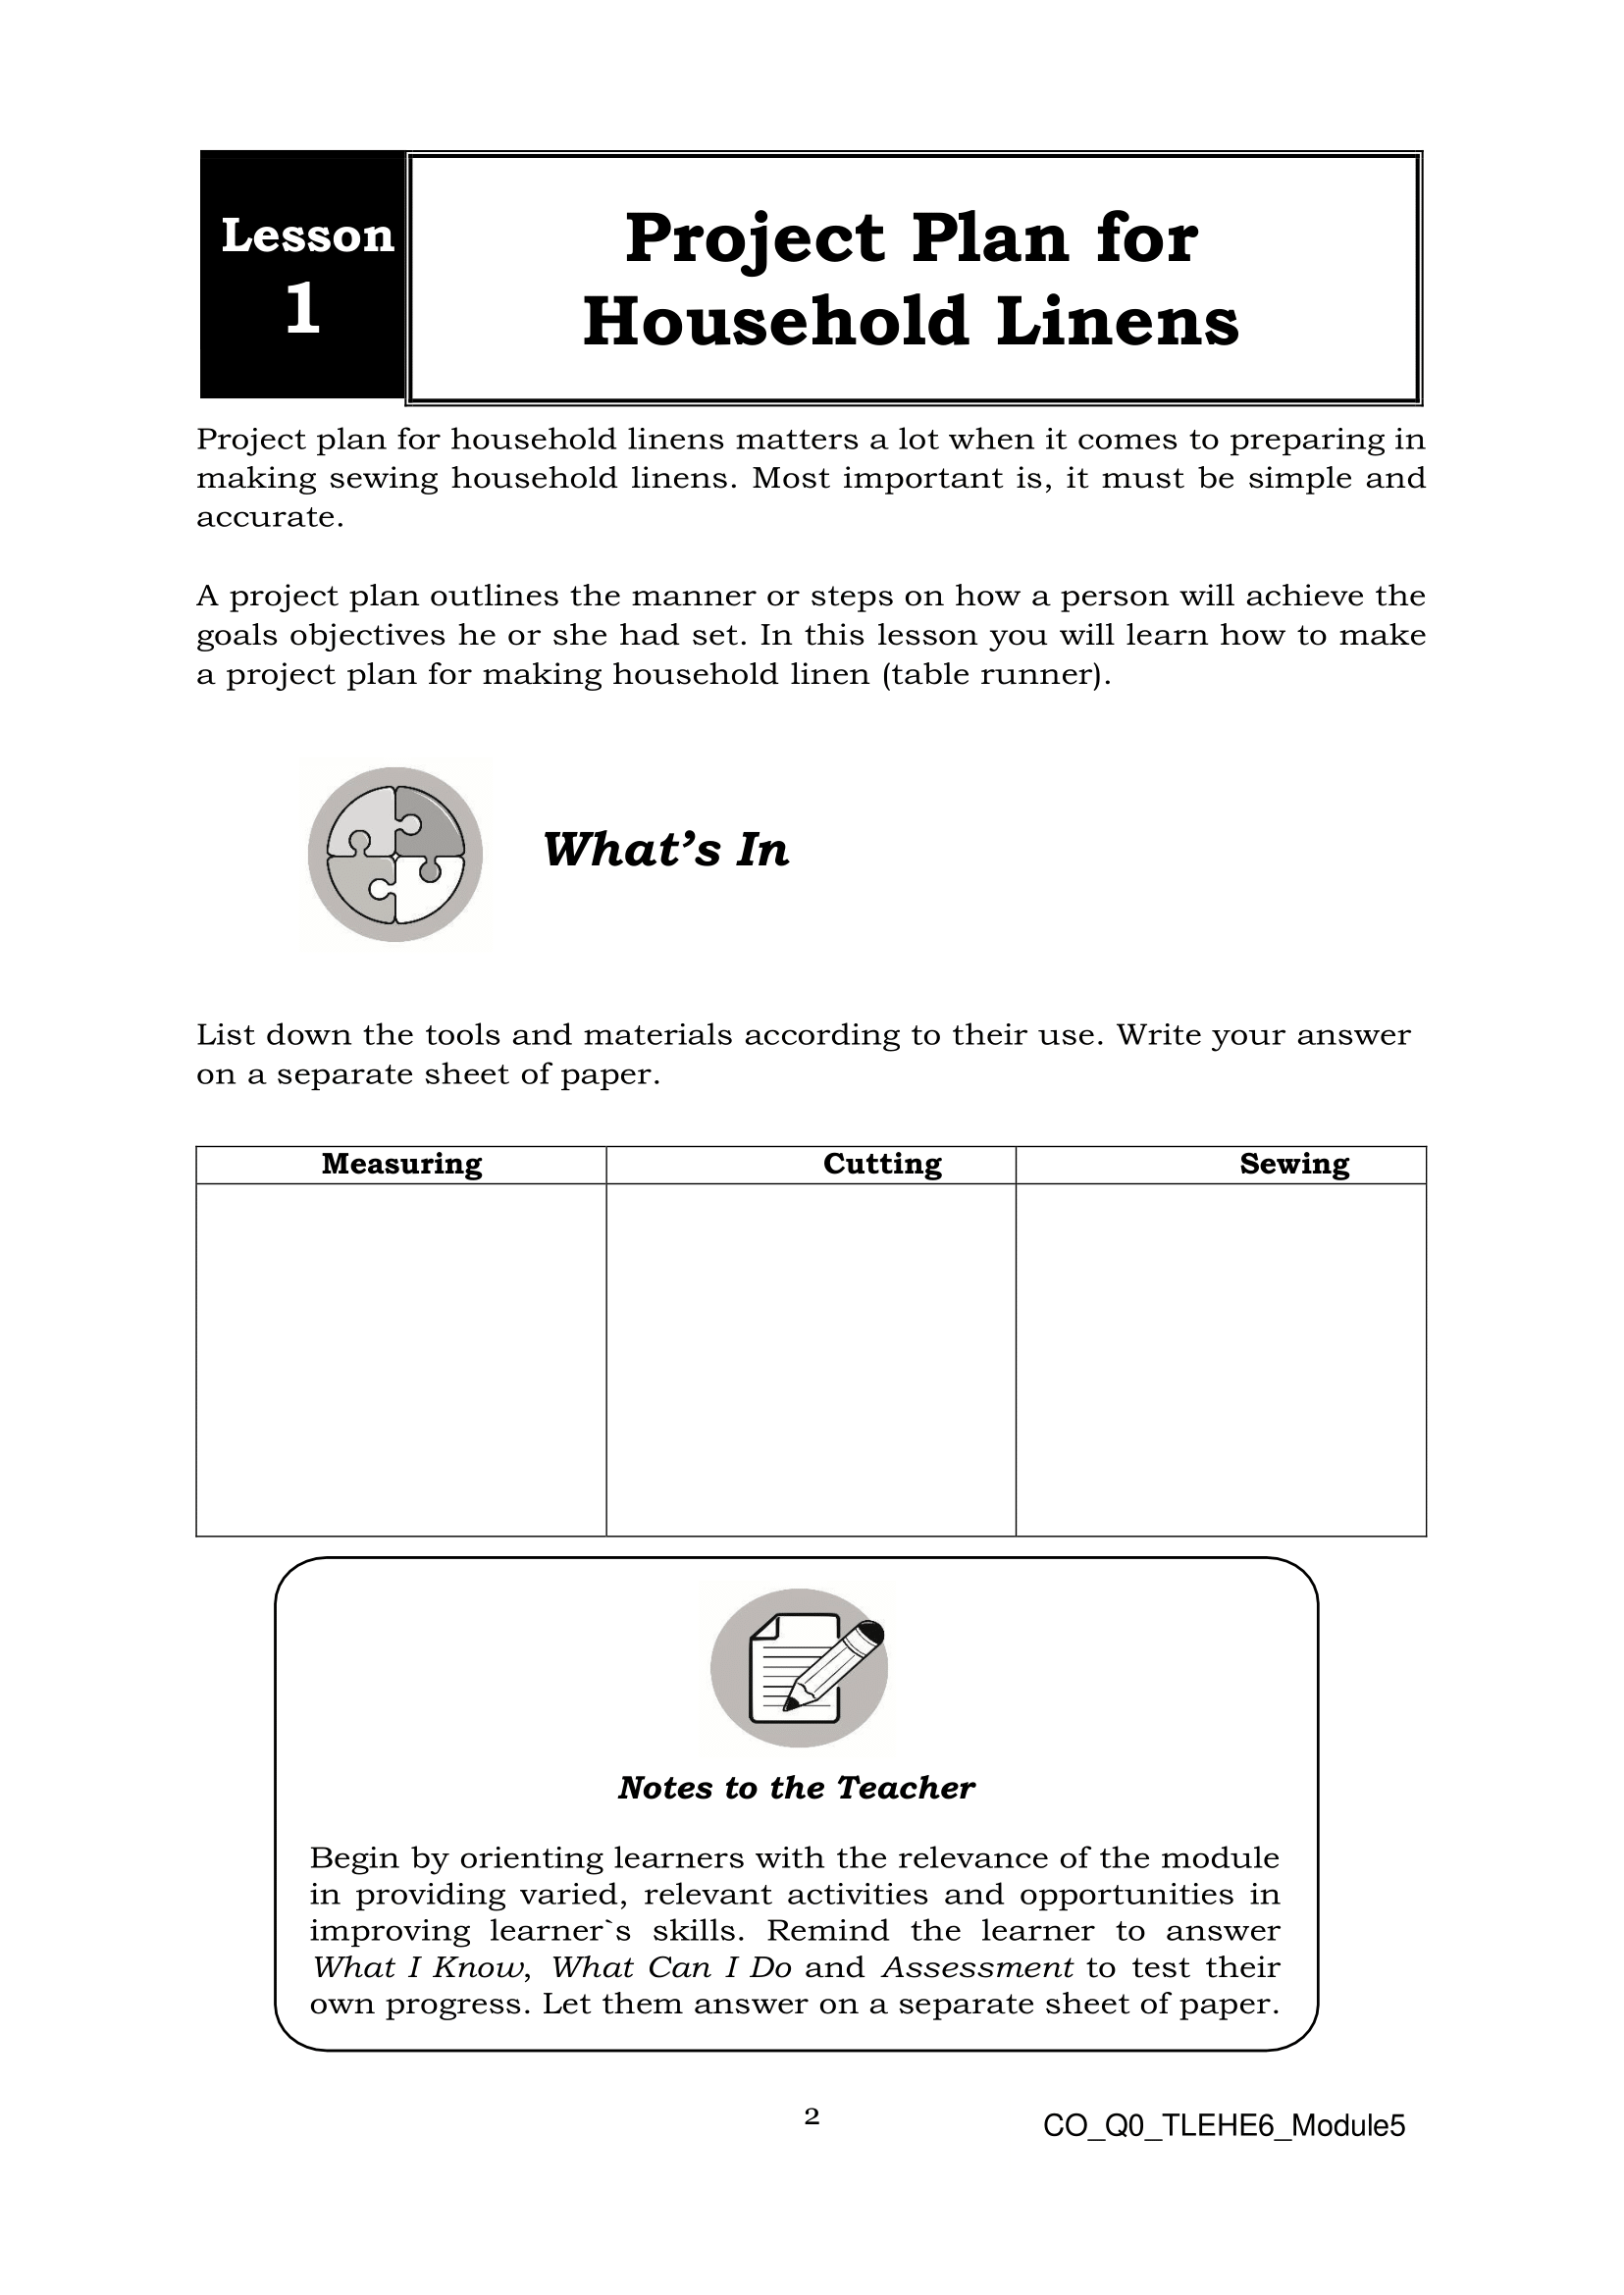 Lesson
1
Project Plan for
Household Linens
Project plan for household linens matters a lot when it comes to preparing in
making sewing household linens. Most important is, it must be simple and
accurate.
A project plan outlines the manner or steps on how a person will achieve the
goals objectives he or she had set. In this lesson you will learn how to make
a project plan for making household linen (table runner).
What’s In
List down the tools and materials according to their use. Write your answer
on a separate sheet of paper.
Measuring Cutting Sewing
Notes to the Teacher
Begin by orienting learners with the relevance of the module
in providing varied, relevant activities and opportunities in
improving learner`s skills. Remind the learner to answer
What I Know, What Can I Do and Assessment to test their
own progress. Let them answer on a separate sheet of paper.
2
CO_Q0_TLEHE6_Module5